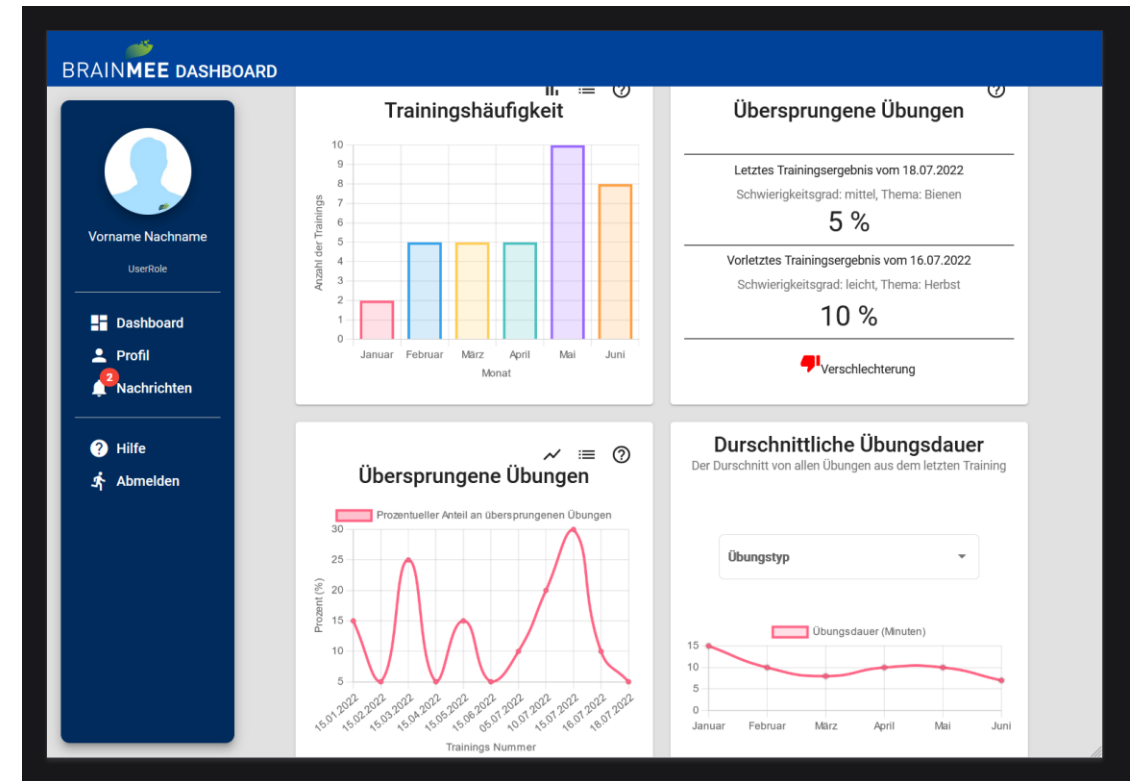 BRAINMEE DASHBOARD
Vorname Nachname
UserRole
Dashboard
Profil
2
Nachrichten
Hilfe
Abmelden
Trainingshäufigkeit
10
9
8
7
6
5
4
3
2
1
0
Anzahl der Trainings
Januar Februar März April Mai Juni
Monat
Übersprungene Übungen
Letztes Trainingsergebnis vom 18.07.2022
Schwierigkeitsgrad: mittel, Thema: Bienen
5 %
Vorletztes Trainingsergebnis vom 16.07.2022
Schwierigkeitsgrad: leicht, Thema: Herbst
10 %
Verschlechterung
Übersprungene Übungen
Prozentueller Anteil an übersprungenen Übungen
30
25
20
15
10
5
Prozent (%)
15.01.2022 15.02.2022 15.03.2022 15.04.2022 15.05.2022 15.06.2022 05.07.2022 10.07.2022 15.07.2022 16.07.2022 18.07.2022
Trainings Nummer
Durschnittliche Übungsdauer
Der Durschnitt von allen Übungen aus dem letzten Training
Übungstyp
Übungsdauer (Minuten)
15
10
5
0
Januar Februar März April Mai Juni